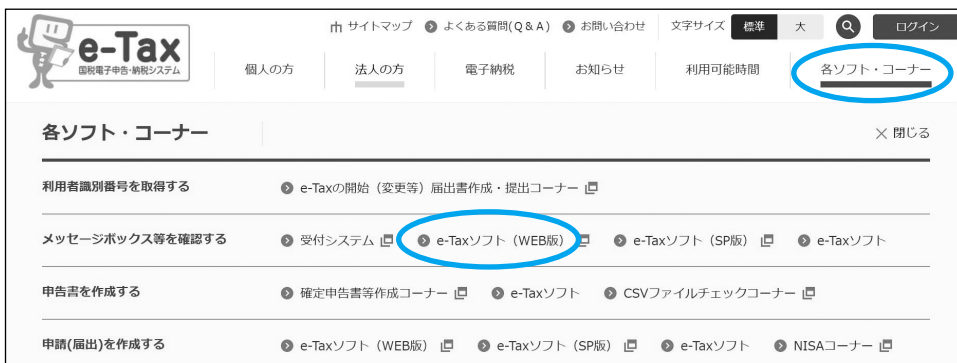 サイトマップ よくある質問(Q&A) お問い合わせ 文字サイズ 標準 大 ログイン
e-Tax
国税電子申告・納税システム
個人の方 法人の方 電子納税 お知らせ 利用可能時間 各ソフト・コーナー
各ソフト・コーナー 閉じる
利用者識別番号を取得する e-Taxの開始（変更等）届出書作成・提出コーナー
メッセージボックス等を確認する 受付システム e-Taxソフト（WEB版） e-Taxソフト（SP版） e-Taxソフト
申告書を作成する 確定申告書等作成コーナー e-Taxソフト CSVファイルチェックコーナー
申請(届出)を作成する e-Taxソフト（WEB版） e-Taxソフト（SP版） e-Taxソフト NISAコーナー